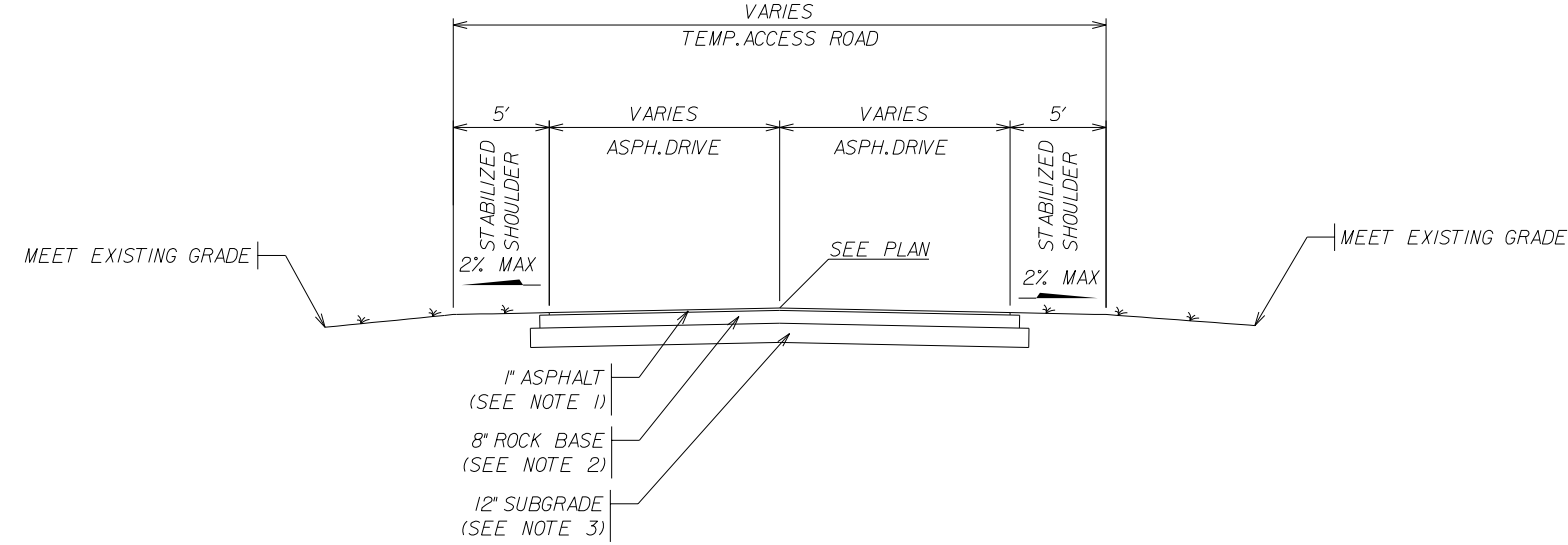 VARIES
TEMP. ACCESS ROAD
5'
VARIES
VARIES
5'
ASPH. DRIVE
ASPH. DRIVE
STABILIZED
SHOULDER
STABILIZED
SHOULDER
MEET EXISTING GRADE
2% MAX
SEE PLAN
2% MAX
MEET EXISTING GRADE
1" ASPHALT
(SEE NOTE 1)
8" ROCK BASE
(SEE NOTE 2)
12" SUBGRADE
(SEE NOTE 3)